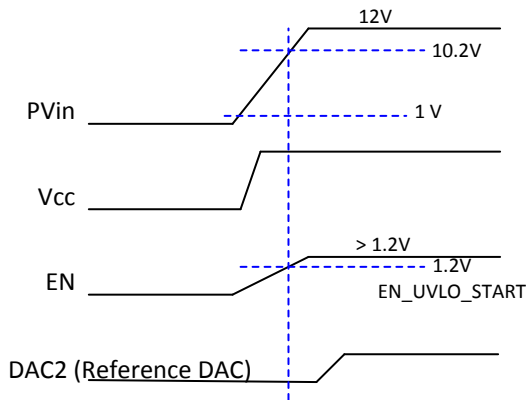 12V
10.2V
PVin
1 V
Vcc
> 1.2V
1.2V
EN
EN_UVLO_START
DAC2 (Reference DAC)